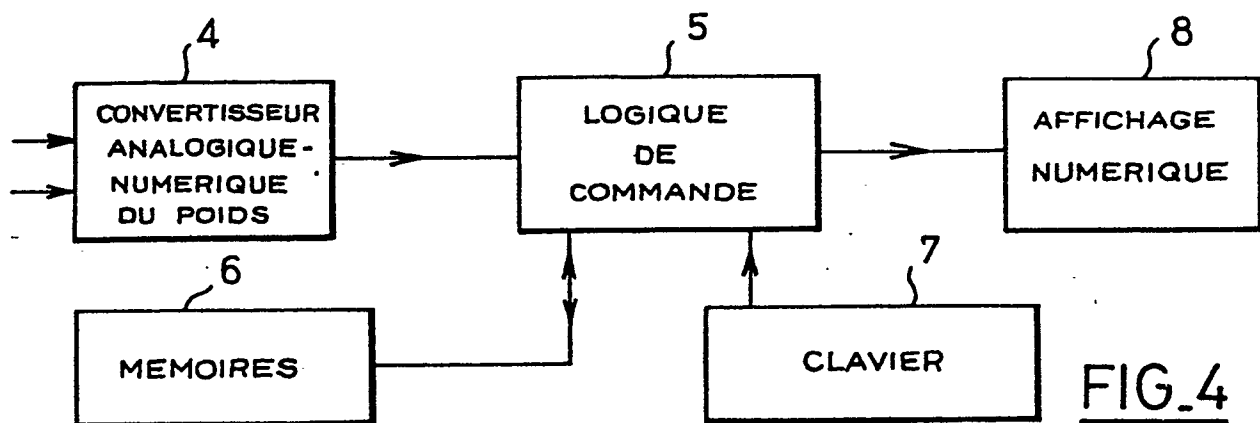 4
CONVERTISSEUR
ANALOGIQUE-
NUMERIQUE
DU POIDS
5
LOGIQUE
DE
COMMANDE
8
AFFICHAGE
NUMERIQUE
6
MEMOIRES
7
CLAVIER
FIG_4